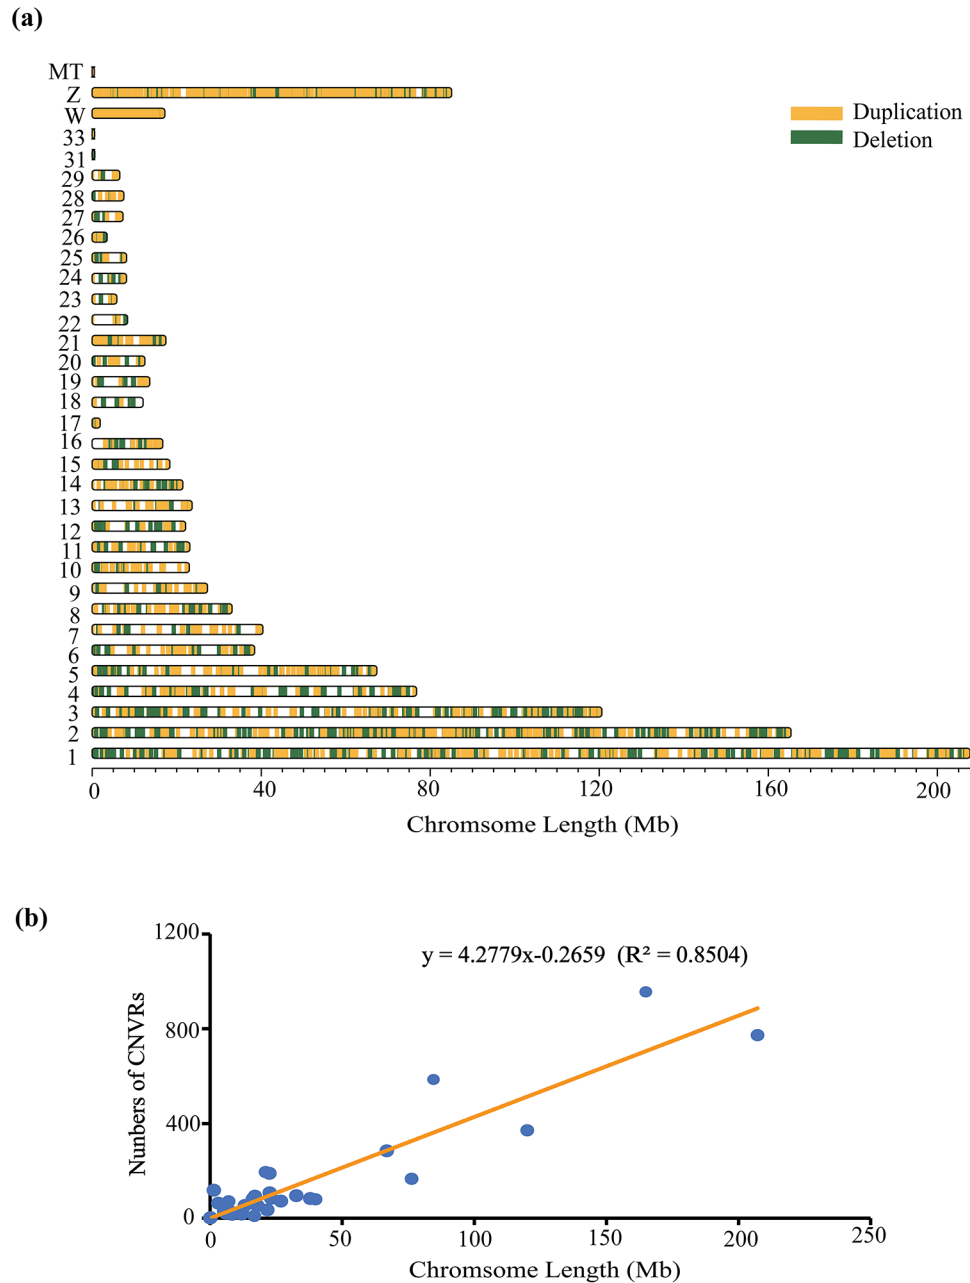 (a)
MT
Z
W
33
31
29
28
27
26
25
24
23
22
21
20
19
18
17
16
15
14
13
12
11
10
9
8
7
6
5
4
3
2
1
Duplication
Deletion
0 40 80 120 160 200
Chromsome Length (Mb)
(b)
y = 4.2779x-0.2659 (R² = 0.8504)
Nunbers of CNVRs
1200
800
400
0
0 50 100 150 200 250
Chromsome Length (Mb)